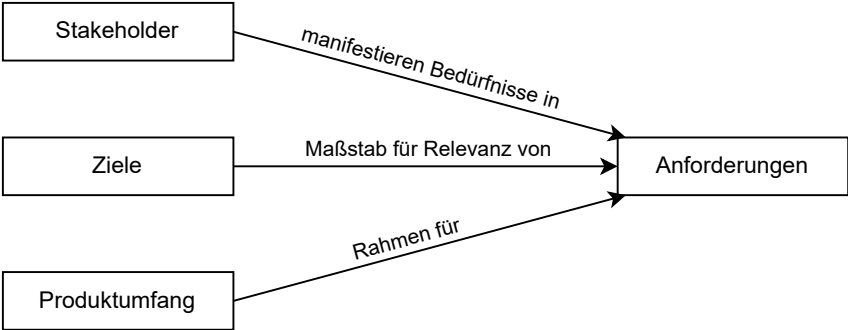 Stakeholder
manifestieren Bedürfnisse in
Ziele
Maßstab für Relevanz von
Anforderungen
Rahmen für
Produktumfang